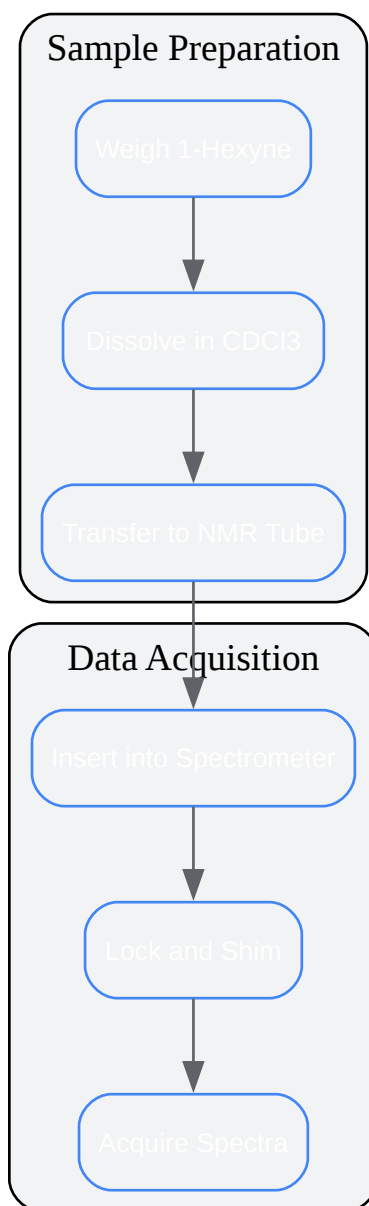 Sample Preparation
Weigh 1-Hexyne
Dissolve in CDCl3
Transfer to NMR Tube
Data Acquisition
Insert into Spectrometer
Lock and Shim
Acquire Spectra